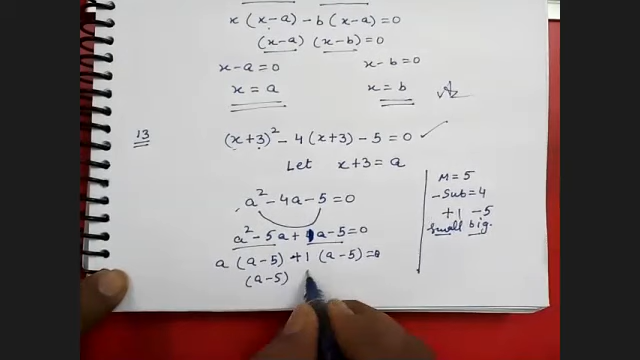 x (x-a) - b (x-a) = 0
(x-a) (x-b) = 0
x-a = 0 x-b = 0
x = a x = b
13 (x+3)² - 4 (x+3) - 5 = 0
Let x+3 = a
a² - 4a - 5 = 0
a² - 5a + 1a - 5 = 0
a (a-5) + 1 (a-5) = 0
(a-5)
M = 5
- Sub = 4
+1 -5
small big.